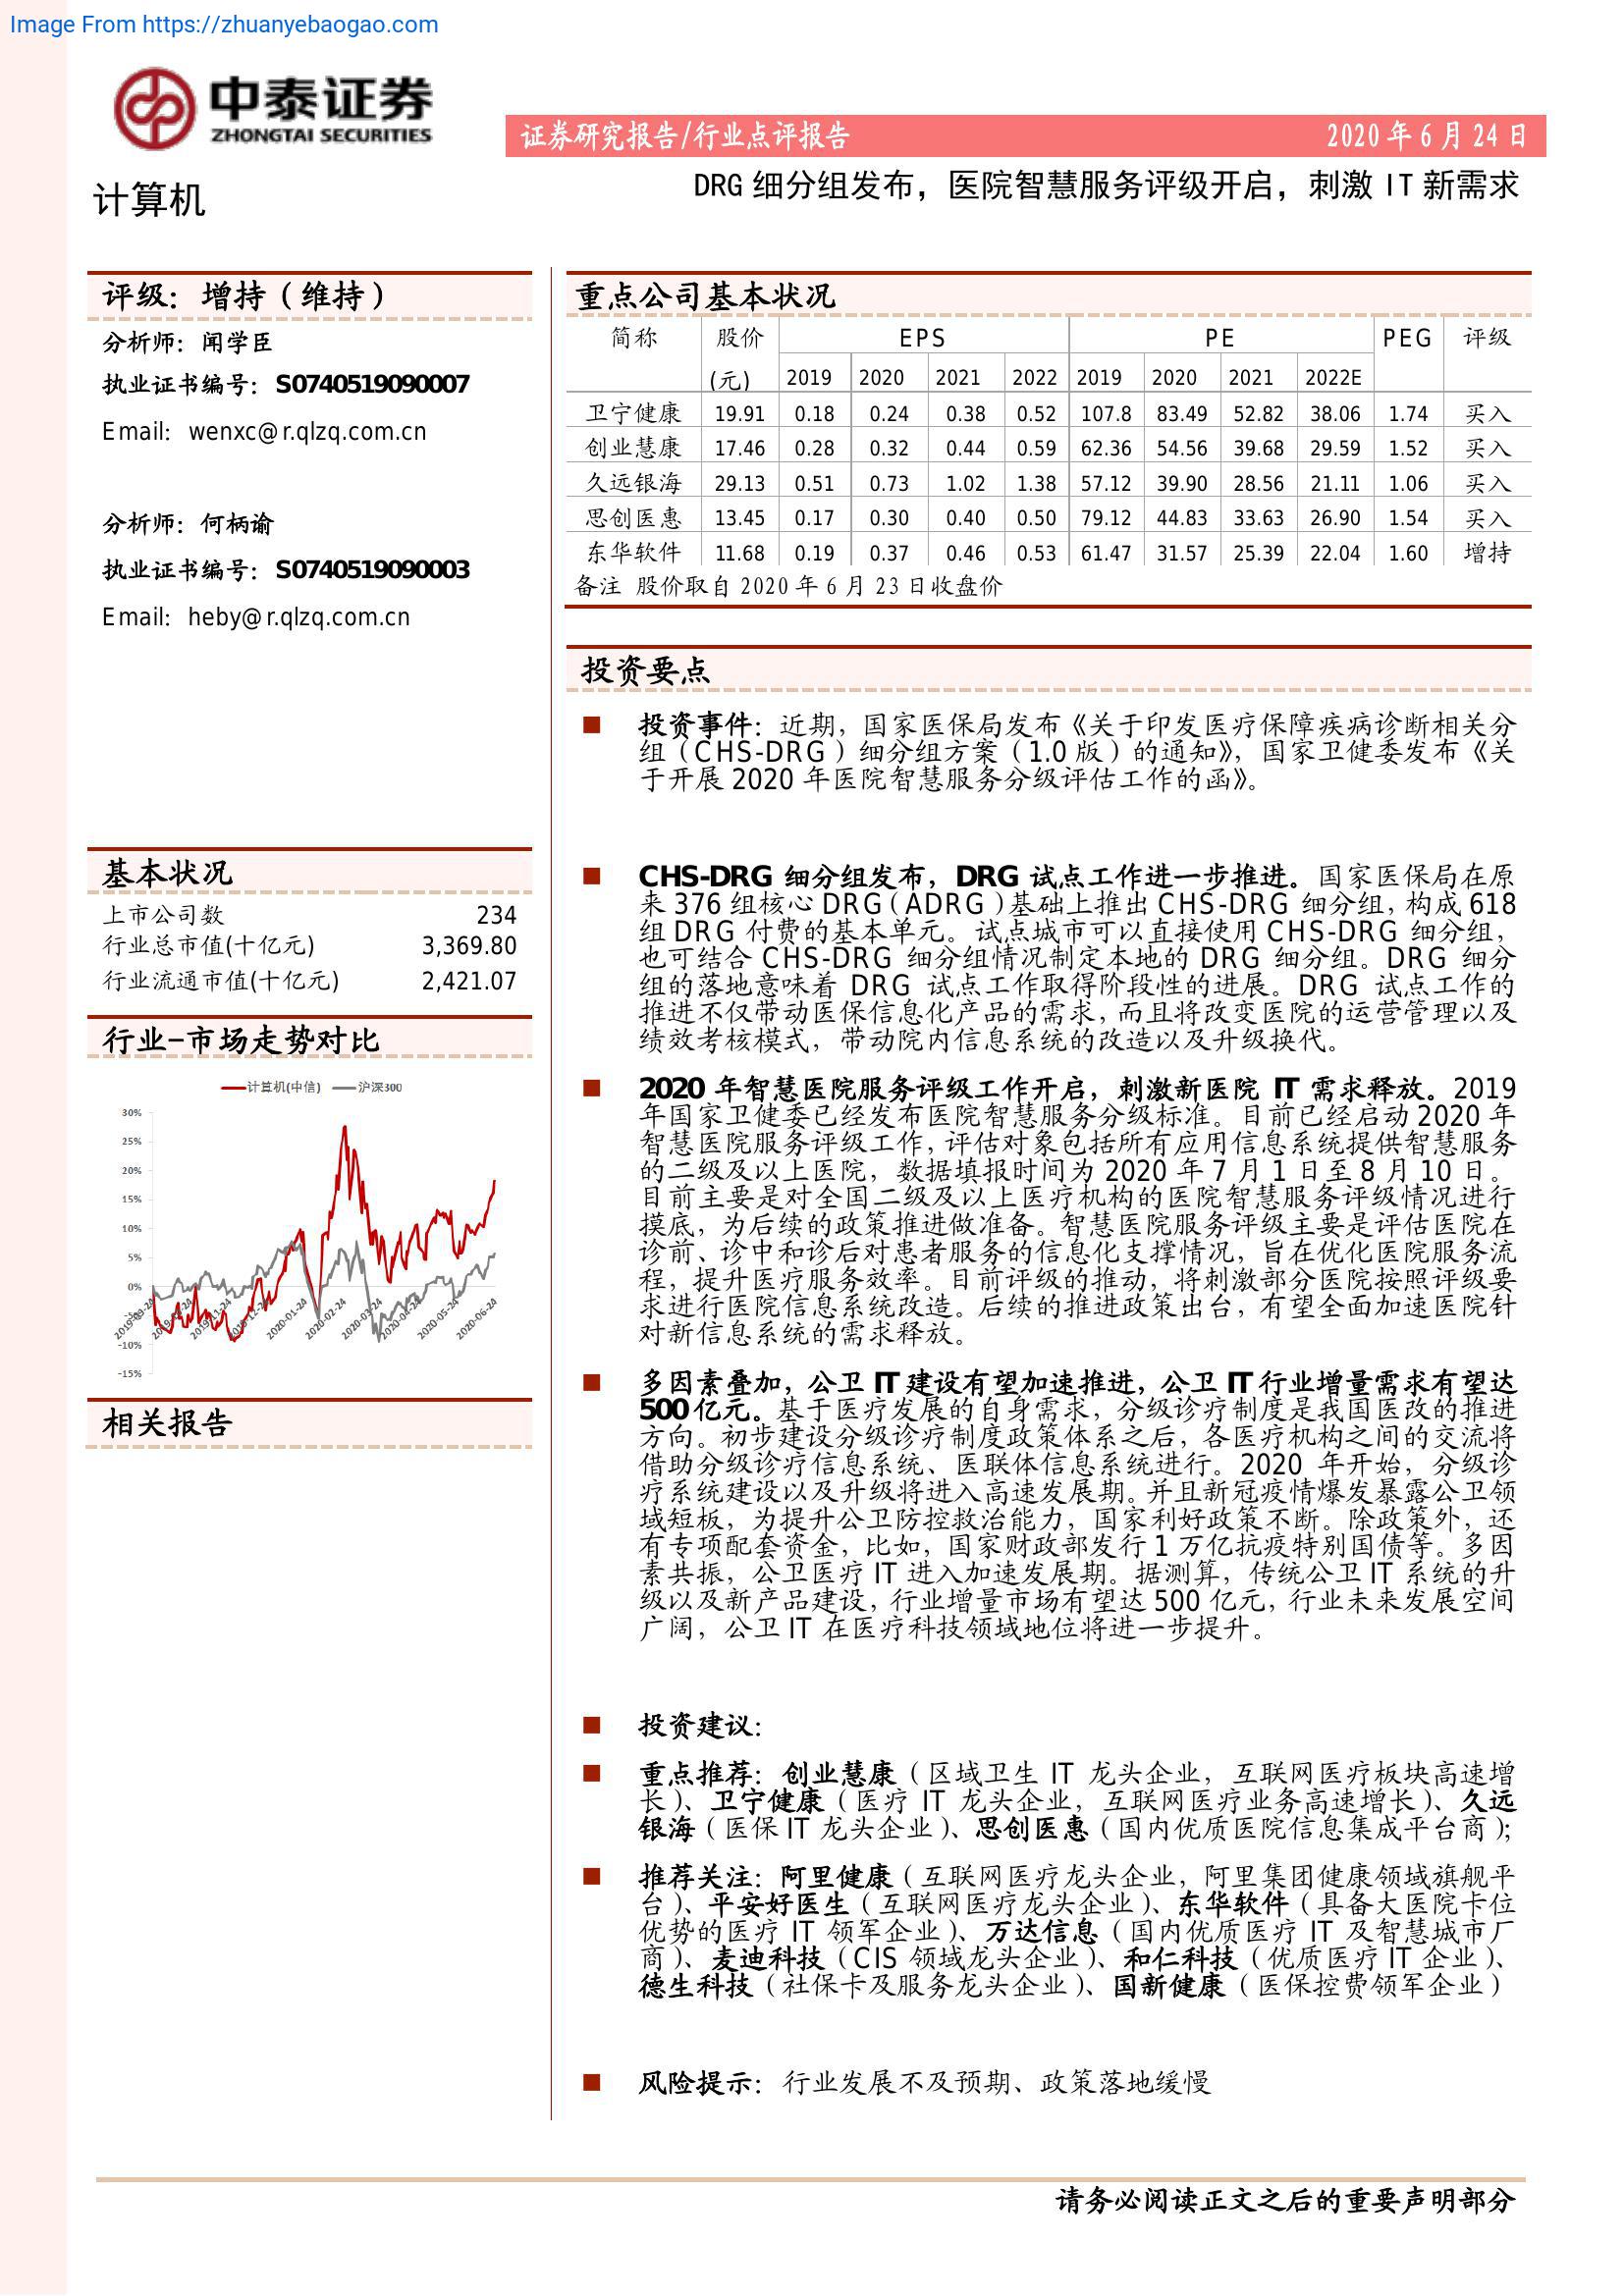 Image From https://zhuanyebaogao.com
中泰证券
ZHONGTAI SECURITIES
证券研究报告/行业点评报告 2020 年 6 月 24 日
计算机
DRG 细分组发布，医院智慧服务评级开启，刺激 IT 新需求
评级：增持（维持）
分析师：闻学臣
执业证书编号：S0740519090007
Email：wenxc@r.qlzq.com.cn
分析师：何柄谕
执业证书编号：S0740519090003
Email：heby@r.qlzq.com.cn
基本状况
上市公司数 234
行业总市值(十亿元) 3,369.80
行业流通市值(十亿元) 2,421.07
行业-市场走势对比
计算机(中信) 沪深300
30%
25%
20%
15%
10%
5%
0%
-5%
-10%
-15%
2019-09-24 2019-11-24 2020-01-24 2020-02-24 2020-03-24 2020-04-24 2020-05-24 2020-06-24
相关报告
重点公司基本状况
简称 股价 EPS PE PEG 评级
(元) 2019 2020 2021 2022 2019 2020 2021 2022E
卫宁健康 19.91 0.18 0.24 0.38 0.52 107.8 83.49 52.82 38.06 1.74 买入
创业慧康 17.46 0.28 0.32 0.44 0.59 62.36 54.56 39.68 29.59 1.52 买入
久远银海 29.13 0.51 0.73 1.02 1.38 57.12 39.90 28.56 21.11 1.06 买入
思创医惠 13.45 0.17 0.30 0.40 0.50 79.12 44.83 33.63 26.90 1.54 买入
东华软件 11.68 0.19 0.37 0.46 0.53 61.47 31.57 25.39 22.04 1.60 增持
备注 股价取自 2020 年 6 月 23 日收盘价
投资要点
投资事件：近期，国家医保局发布《关于印发医疗保障疾病诊断相关分
组（CHS-DRG）细分组方案（1.0 版）的通知》，国家卫健委发布《关
于开展 2020 年医院智慧服务分级评估工作的函》。
CHS-DRG 细分组发布，DRG 试点工作进一步推进。国家医保局在原
来 376 组核心 DRG（ADRG）基础上推出 CHS-DRG 细分组，构成 618
组 DRG 付费的基本单元。试点城市可以直接使用 CHS-DRG 细分组，
也可结合 CHS-DRG 细分组情况制定本地的 DRG 细分组。DRG 细分
组的落地意味着 DRG 试点工作取得阶段性的进展。DRG 试点工作的
推进不仅带动医保信息化产品的需求，而且将改变医院的运营管理以及
绩效考核模式，带动院内信息系统的改造以及升级换代。
2020 年智慧医院服务评级工作开启，刺激新医院 IT 需求释放。2019
年国家卫健委已经发布医院智慧服务分级标准。目前已经启动 2020 年
智慧医院服务评级工作，评估对象包括所有应用信息系统提供智慧服务
的二级及以上医院，数据填报时间为 2020 年 7 月 1 日至 8 月 10 日。
目前主要是对全国二级及以上医疗机构的医院智慧服务评级情况进行
摸底，为后续的政策推进做准备。智慧医院服务评级主要是评估医院在
诊前、诊中和诊后对患者服务的信息化支撑情况，旨在优化医院服务流
程，提升医疗服务效率。目前评级的推动，将刺激部分医院按照评级要
求进行医院信息系统改造。后续的推进政策出台，有望全面加速医院针
对新信息系统的需求释放。
多因素叠加，公卫 IT 建设有望加速推进，公卫 IT 行业增量需求有望达
500 亿元。基于医疗发展的自身需求，分级诊疗制度是我国医改的推进
方向。初步建设分级诊疗制度政策体系之后，各医疗机构之间的交流将
借助分级诊疗信息系统、医联体信息系统进行。2020 年开始，分级诊
疗系统建设以及升级将进入高速发展期。并且新冠疫情爆发暴露公卫领
域短板，为提升公卫防控救治能力，国家利好政策不断。除政策外，还
有专项配套资金，比如，国家财政部发行 1 万亿抗疫特别国债等。多因
素共振，公卫医疗 IT 进入加速发展期。据测算，传统公卫 IT 系统的升
级以及新产品建设，行业增量市场有望达 500 亿元，行业未来发展空间
广阔，公卫 IT 在医疗科技领域地位将进一步提升。
投资建议：
重点推荐：创业慧康（区域卫生 IT 龙头企业，互联网医疗板块高速增
长）、卫宁健康（医疗 IT 龙头企业，互联网医疗业务高速增长）、久远
银海（医保 IT 龙头企业）、思创医惠（国内优质医院信息集成平台商）；
推荐关注：阿里健康（互联网医疗龙头企业，阿里集团健康领域旗舰平
台）、平安好医生（互联网医疗龙头企业）、东华软件（具备大医院卡位
优势的医疗 IT 领军企业）、万达信息（国内优质医疗 IT 及智慧城市厂
商）、麦迪科技（CIS 领域龙头企业）、和仁科技（优质医疗 IT 企业）、
德生科技（社保卡及服务龙头企业）、国新健康（医保控费领军企业）
风险提示：行业发展不及预期、政策落地缓慢
请务必阅读正文之后的重要声明部分